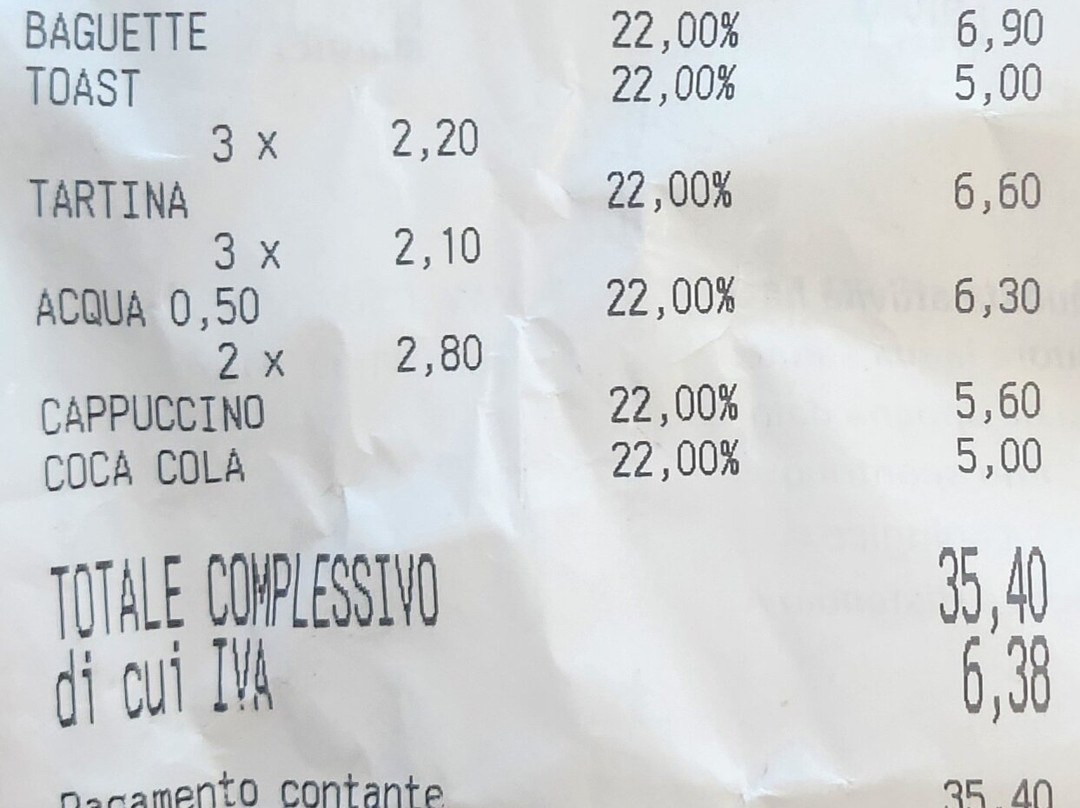 BAGUETTE 22,00% 6,90
TOAST 22,00% 5,00
3 x 2,20
TARTINA 22,00% 6,60
3 x 2,10
ACQUA 0,50 22,00% 6,30
2 x 2,80
CAPPUCCINO 22,00% 5,60
COCA COLA 22,00% 5,00
TOTALE COMPLESSIVO 35,40
di cui IVA 6,38
Pagamento contante 35,40